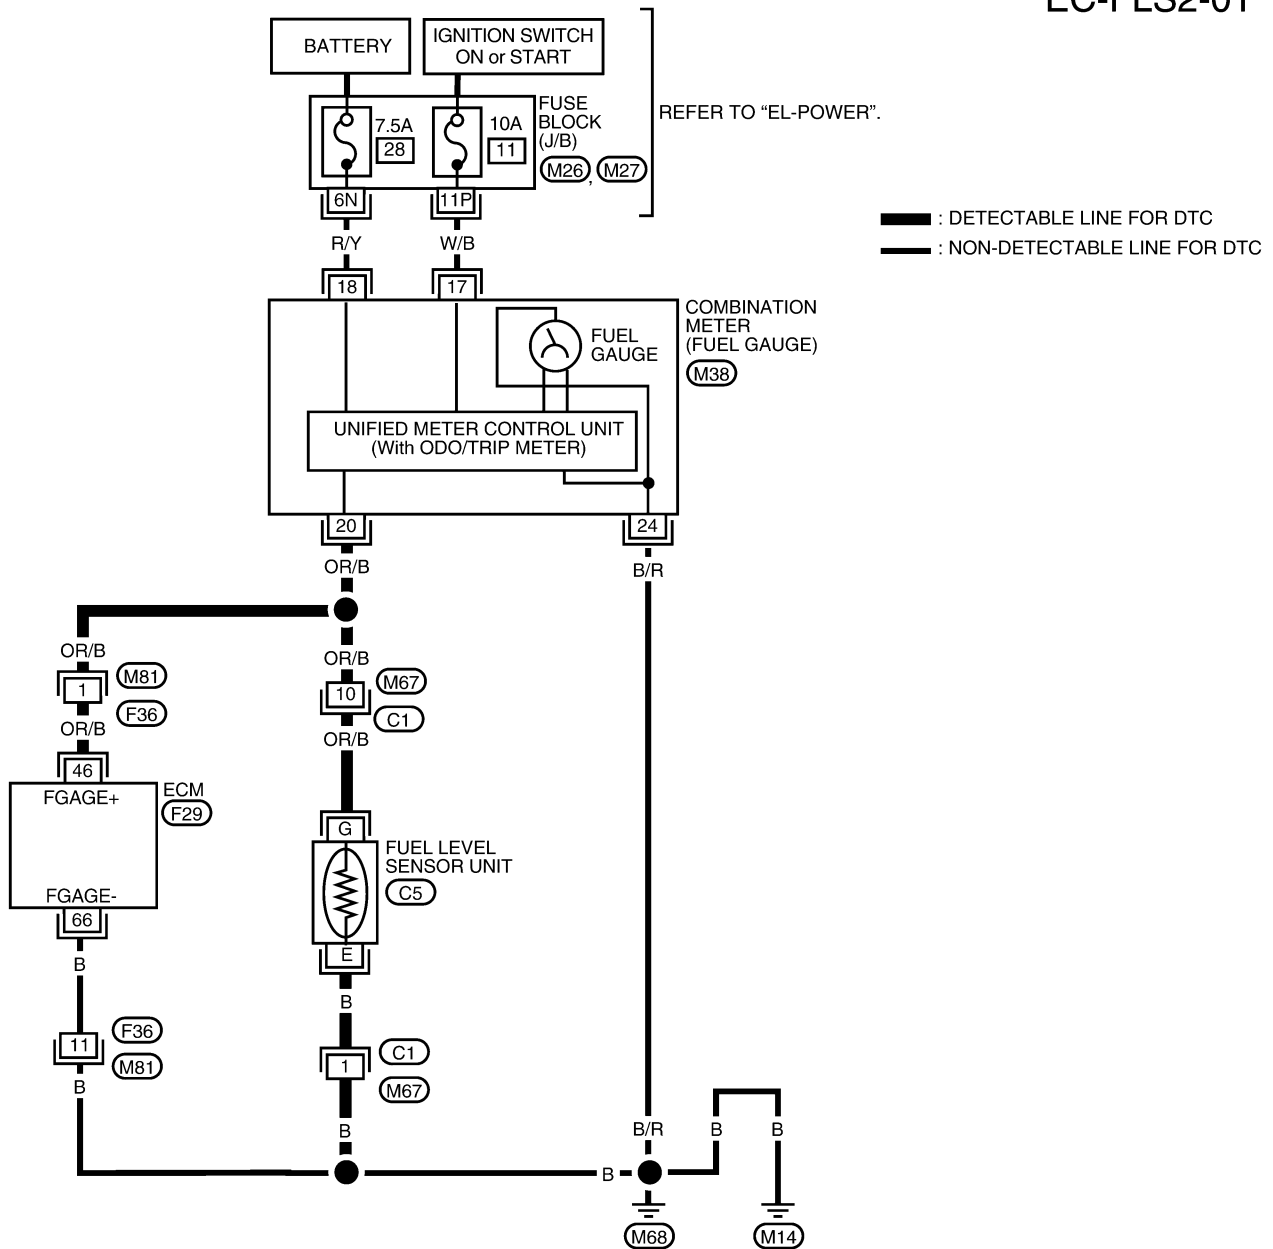 EC-FLS2-01
BATTERY
IGNITION SWITCH
ON or START
7.5A
28
10A
11
FUSE
BLOCK
(J/B)
M26, M27
REFER TO “EL-POWER”.
6N
11P
: DETECTABLE LINE FOR DTC
: NON-DETECTABLE LINE FOR DTC
R/Y
W/B
18
17
COMBINATION
METER
(FUEL GAUGE)
M38
FUEL
GAUGE
UNIFIED METER CONTROL UNIT
(With ODO/TRIP METER)
20
24
OR/B
B/R
OR/B
1
M81
F36
OR/B
46
FGAGE+
ECM
F29
FGAGE-
66
B
11
F36
M81
B
OR/B
10
M67
C1
OR/B
G
FUEL LEVEL
SENSOR UNIT
C5
E
B
1
C1
M67
B
B/R
B
B
B
M68
M14